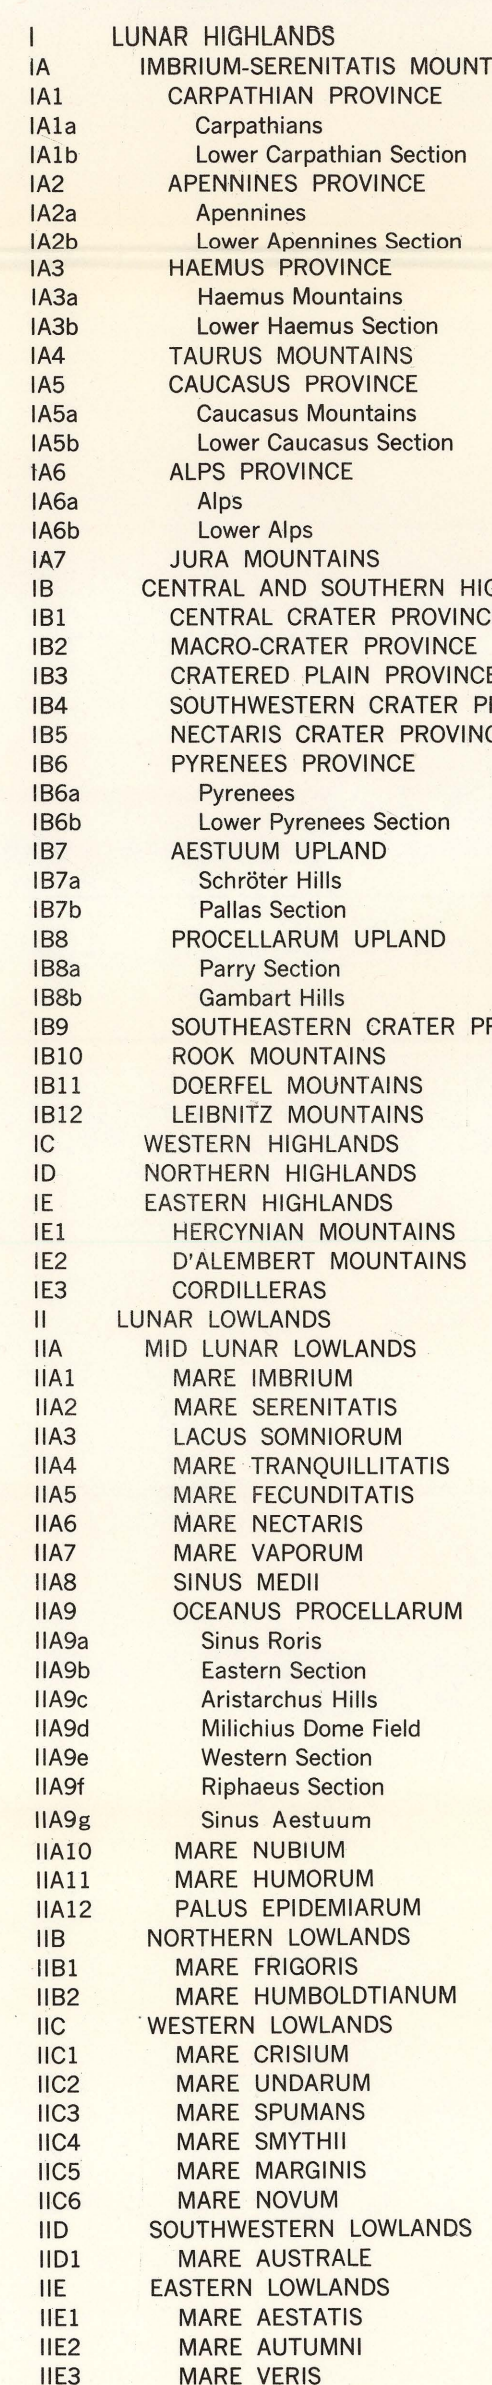 I LUNAR HIGHLANDS
IA IMBRIUM-SERENITATIS MOUNT
IA1 CARPATHIAN PROVINCE
IA1a Carpathians
IA1b Lower Carpathian Section
IA2 APENNINES PROVINCE
IA2a Apennines
IA2b Lower Apennines Section
IA3 HAEMUS PROVINCE
IA3a Haemus Mountains
IA3b Lower Haemus Section
IA4 TAURUS MOUNTAINS
IA5 CAUCASUS PROVINCE
IA5a Caucasus Mountains
IA5b Lower Caucasus Section
IA6 ALPS PROVINCE
IA6a Alps
IA6b Lower Alps
IA7 JURA MOUNTAINS
IB CENTRAL AND SOUTHERN HIG
IB1 CENTRAL CRATER PROVINC
IB2 MACRO-CRATER PROVINCE
IB3 CRATERED PLAIN PROVINCE
IB4 SOUTHWESTERN CRATER P
IB5 NECTARIS CRATER PROVINC
IB6 PYRENEES PROVINCE
IB6a Pyrenees
IB6b Lower Pyrenees Section
IB7 AESTUUM UPLAND
IB7a Schröter Hills
IB7b Pallas Section
IB8 PROCELLARUM UPLAND
IB8a Parry Section
IB8b Gambart Hills
IB9 SOUTHEASTERN CRATER PR
IB10 ROOK MOUNTAINS
IB11 DOERFEL MOUNTAINS
IB12 LEIBNITZ MOUNTAINS
IC WESTERN HIGHLANDS
ID NORTHERN HIGHLANDS
IE EASTERN HIGHLANDS
IE1 HERCYNIAN MOUNTAINS
IE2 D'ALEMBERT MOUNTAINS
IE3 CORDILLERAS
II LUNAR LOWLANDS
IIA MID LUNAR LOWLANDS
IIA1 MARE IMBRIUM
IIA2 MARE SERENITATIS
IIA3 LACUS SOMNIORUM
IIA4 MARE TRANQUILLITATIS
IIA5 MARE FECUNDITATIS
IIA6 MARE NECTARIS
IIA7 MARE VAPORUM
IIA8 SINUS MEDII
IIA9 OCEANUS PROCELLARUM
IIA9a Sinus Roris
IIA9b Eastern Section
IIA9c Aristarchus Hills
IIA9d Milichius Dome Field
IIA9e Western Section
IIA9f Riphaeus Section
IIA9g Sinus Aestuum
IIA10 MARE NUBIUM
IIA11 MARE HUMORUM
IIA12 PALUS EPIDEMIARUM
IIB NORTHERN LOWLANDS
IIB1 MARE FRIGORIS
IIB2 MARE HUMBOLDTIANUM
IIC WESTERN LOWLANDS
IIC1 MARE CRISIUM
IIC2 MARE UNDARUM
IIC3 MARE SPUMANS
IIC4 MARE SMYTHII
IIC5 MARE MARGINIS
IIC6 MARE NOVUM
IID SOUTHWESTERN LOWLANDS
IID1 MARE AUSTRALE
IIE EASTERN LOWLANDS
IIE1 MARE AESTATIS
IIE2 MARE AUTUMNI
IIE3 MARE VERIS